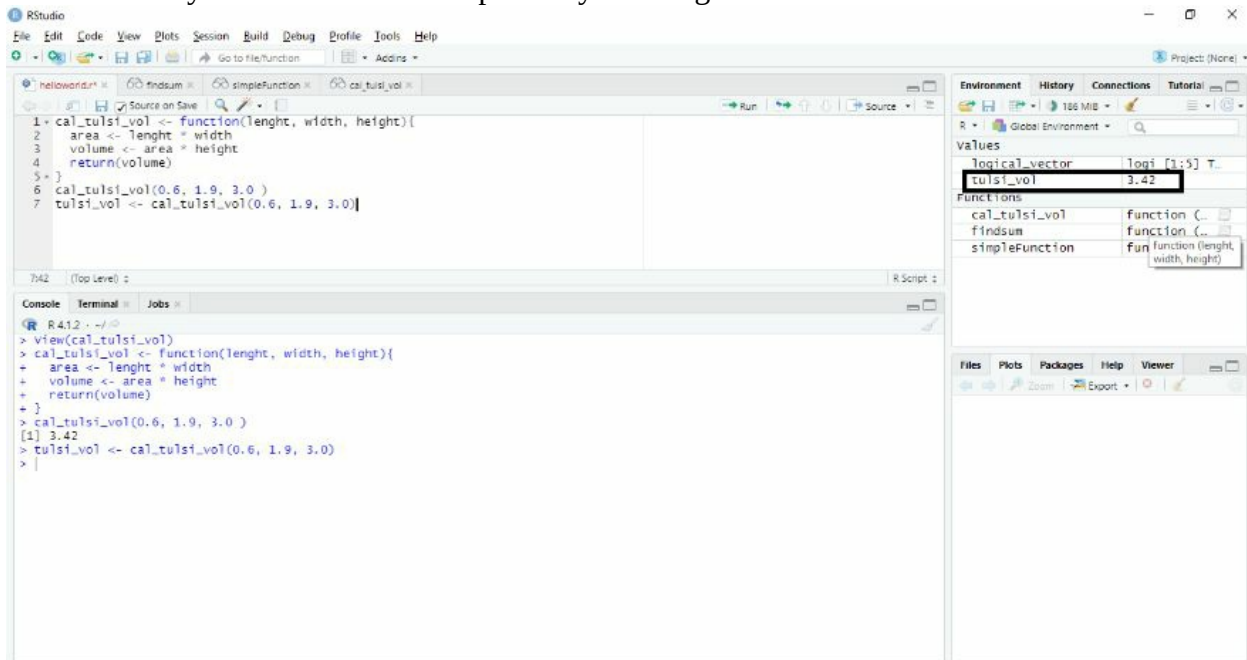 RStudio
File Edit Code View Plots Session Build Debug Profile Tools Help
Go to file/function Addins
Project: (None)
helloworld.r* findsum simpleFunction cal_tulsi_vol
Source on Save Run Source
1 cal_tulsi_vol <- function(lenght, width, height){
2 area <- lenght * width
3 volume <- area * height
4 return(volume)
5 }
6 cal_tulsi_vol(0.6, 1.9, 3.0 )
7 tulsi_vol <- cal_tulsi_vol(0.6, 1.9, 3.0)
7:42 (Top Level) R Script
Console Terminal Jobs
R R 4.1.2 · ~/
> View(cal_tulsi_vol)
> cal_tulsi_vol <- function(lenght, width, height){
+ area <- lenght * width
+ volume <- area * height
+ return(volume)
+ }
> cal_tulsi_vol(0.6, 1.9, 3.0 )
[1] 3.42
> tulsi_vol <- cal_tulsi_vol(0.6, 1.9, 3.0)
>
Environment History Connections Tutorial
186 MiB
R Global Environment
Values
logical_vector logi [1:5] T…
tulsi_vol 3.42
Functions
cal_tulsi_vol function (…
findsum function (…
simpleFunction fun
function (lenght,
width, height)
Files Plots Packages Help Viewer
Zoom Export